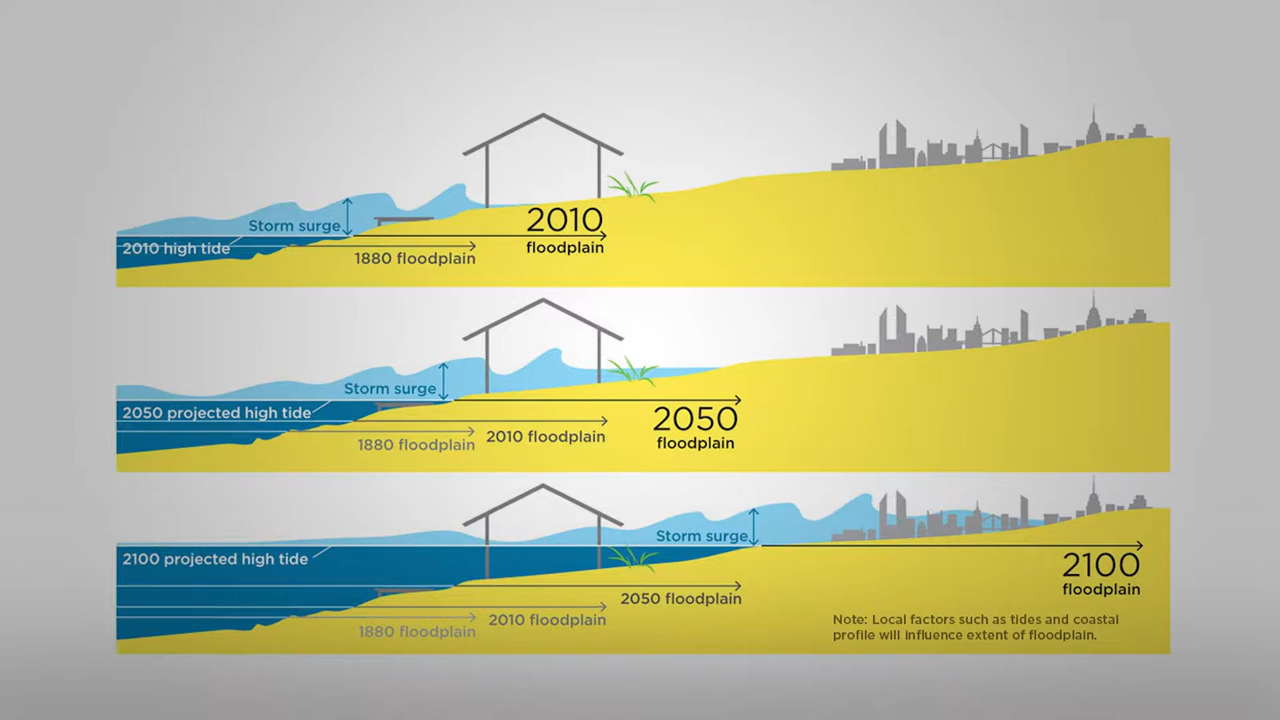 Storm surge
2010 high tide
2010
floodplain
1880 floodplain
Storm surge
2050 projected high tide
2050
floodplain
2010 floodplain
1880 floodplain
Storm surge
2100 projected high tide
2100
floodplain
2050 floodplain
2010 floodplain
1880 floodplain
Note: Local factors such as tides and coastal
profile will influence extent of floodplain.